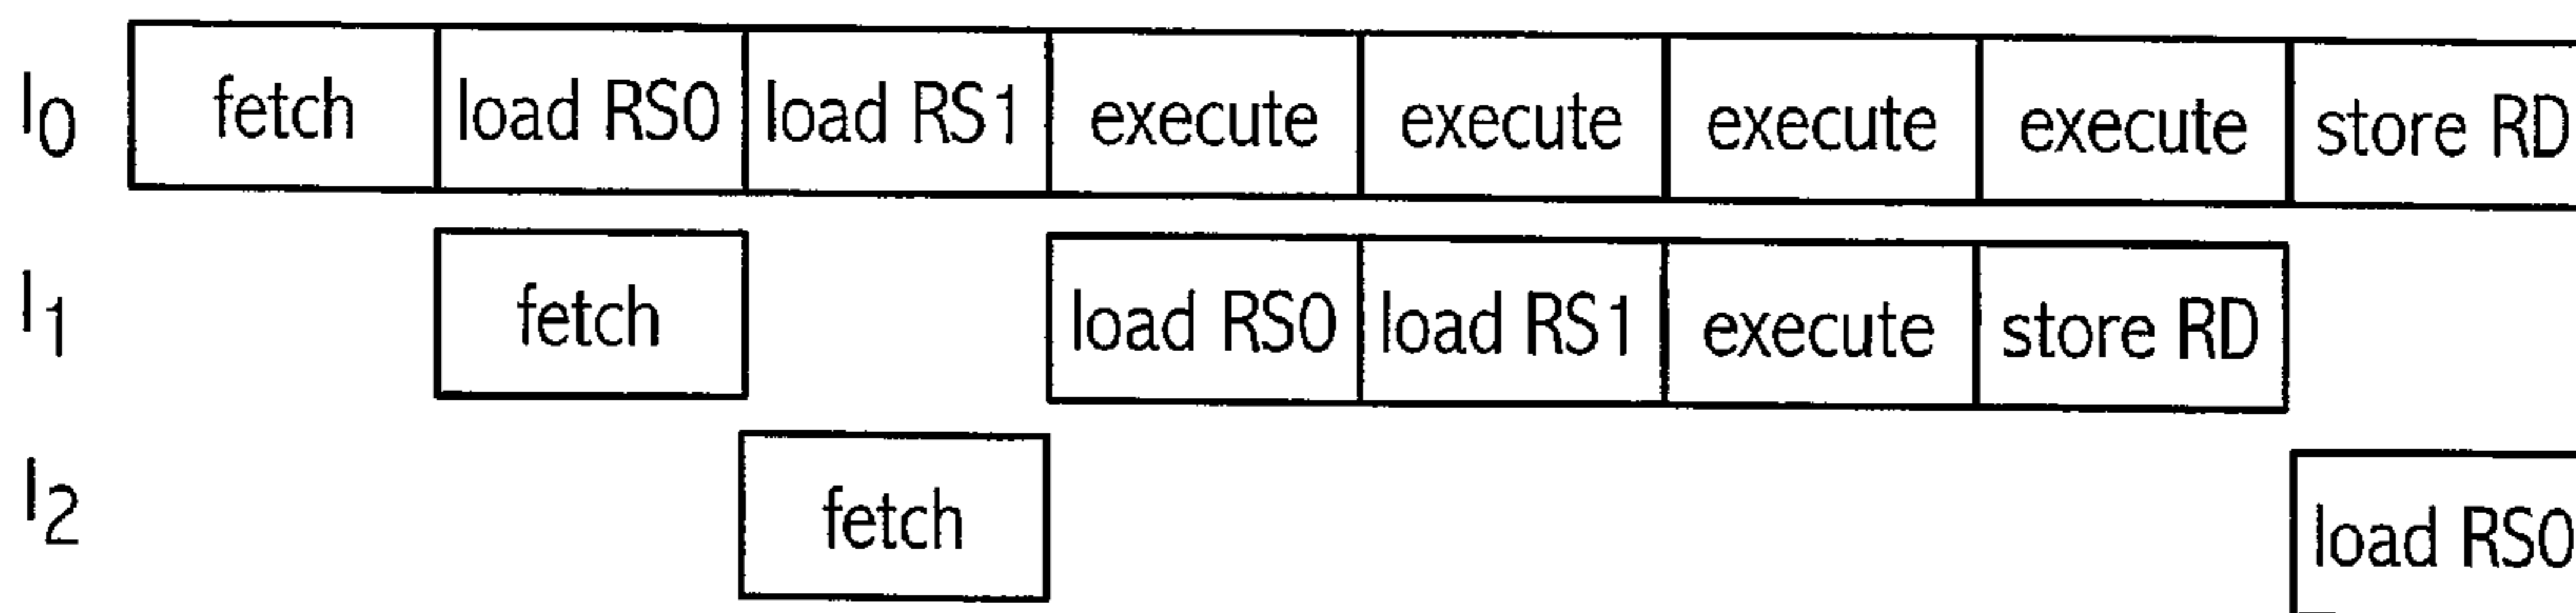 I0 fetch load RS0 load RS1 execute execute execute execute store RD
I1 fetch load RS0 load RS1 execute store RD
I2 fetch load RS0